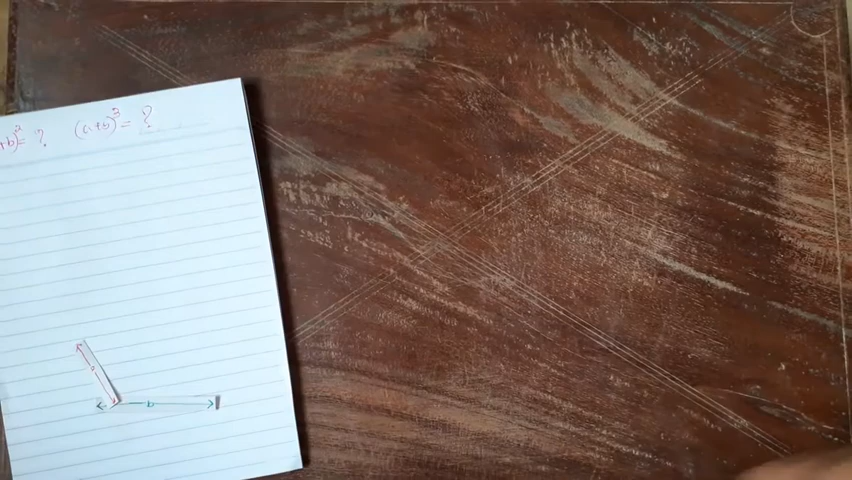 +b)²= ? (a+b)³= ?
a
b